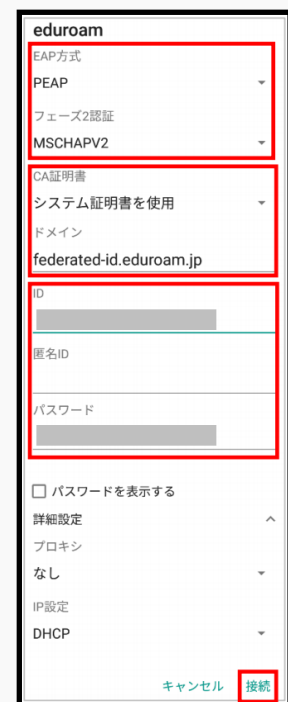 eduroam
EAP方式
PEAP
フェーズ2認証
MSCHAPV2
CA証明書
システム証明書を使用
ドメイン
federated-id.eduroam.jp
ID
匿名ID
パスワード
パスワードを表示する
詳細設定
プロキシ
なし
IP設定
DHCP
キャンセル 接続